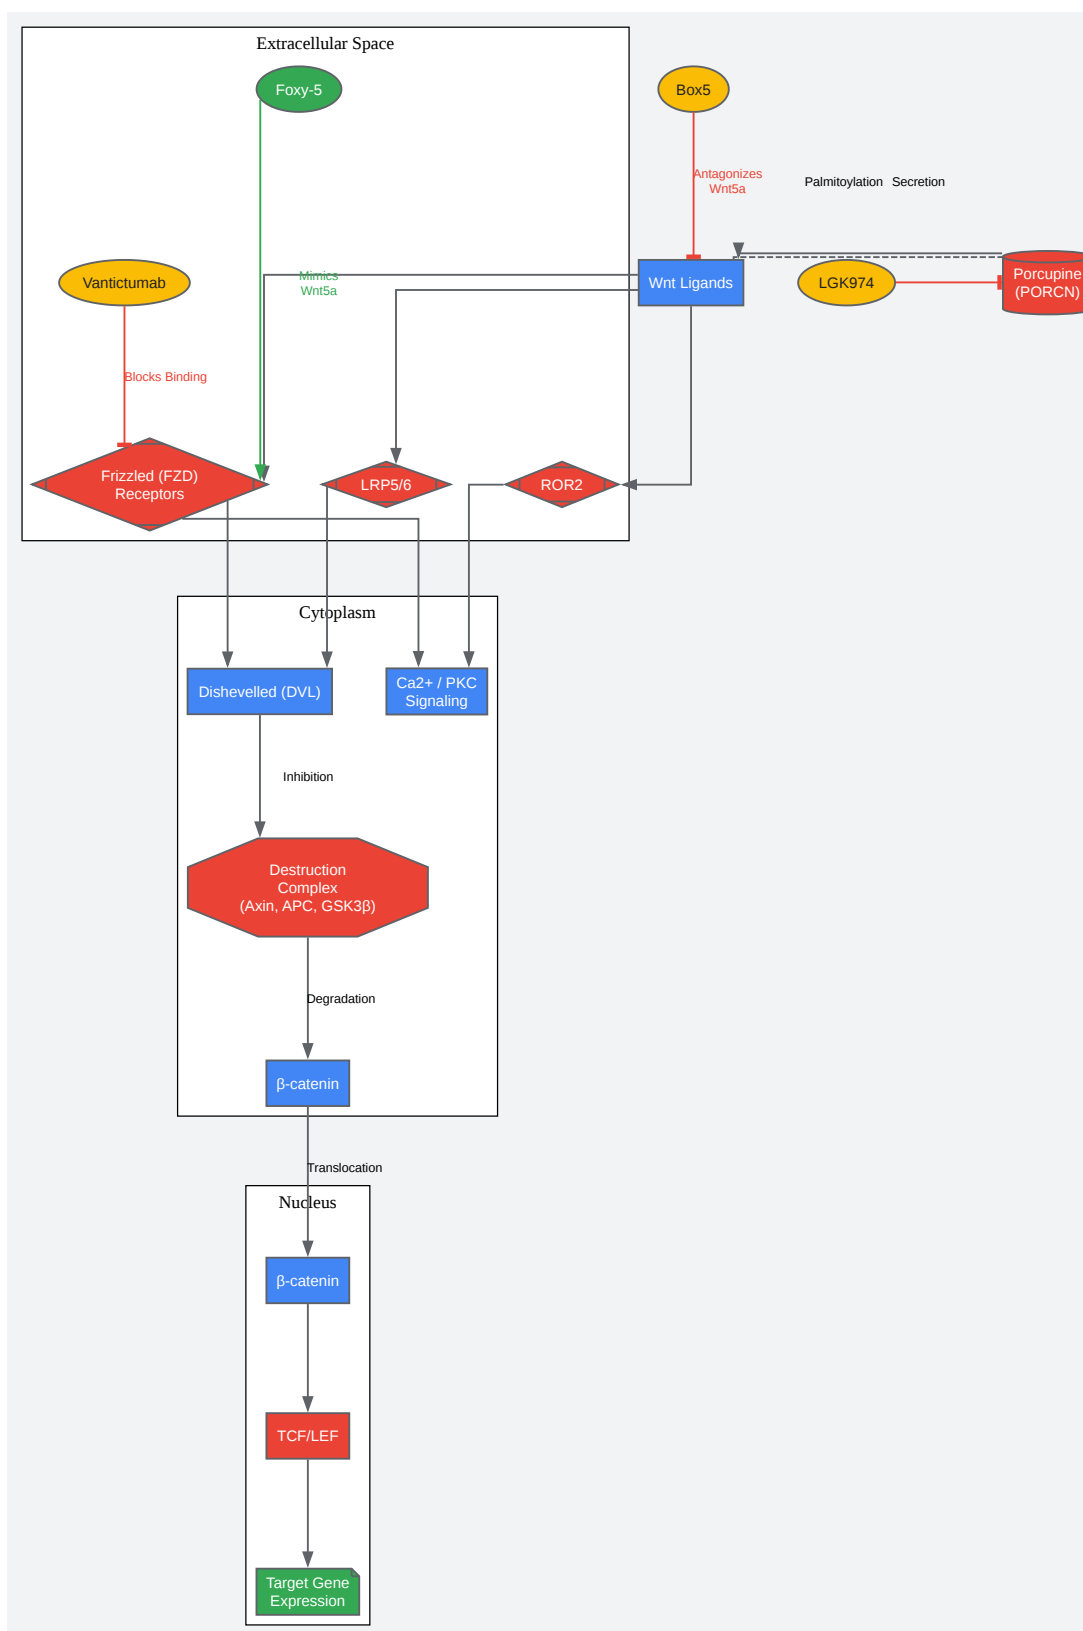 Extracellular Space
Foxy-5
Box5
Antagonizes
Wnt5a
Palmitoylation
Secretion
Vantictumab
Mimics
Wnt5a
Wnt Ligands
LGK974
Porcupine
(PORCN)
Blocks Binding
Frizzled (FZD)
Receptors
LRP5/6
ROR2
Cytoplasm
Dishevelled (DVL)
Ca2+ / PKC
Signaling
Inhibition
Destruction
Complex
(Axin, APC, GSK3β)
Degradation
β-catenin
Translocation
Nucleus
β-catenin
TCF/LEF
Target Gene
Expression